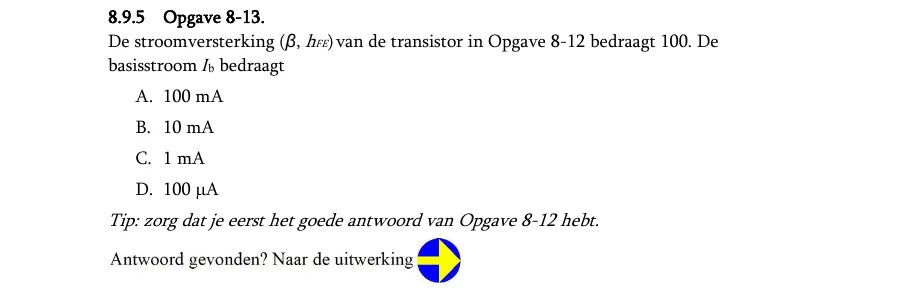 8.9.5 Opgave 8-13.
De stroomversterking (β, hFE) van de transistor in Opgave 8-12 bedraagt 100. De
basisstroom Ib bedraagt
A. 100 mA
B. 10 mA
C. 1 mA
D. 100 µA
Tip: zorg dat je eerst het goede antwoord van Opgave 8-12 hebt.
Antwoord gevonden? Naar de uitwerking